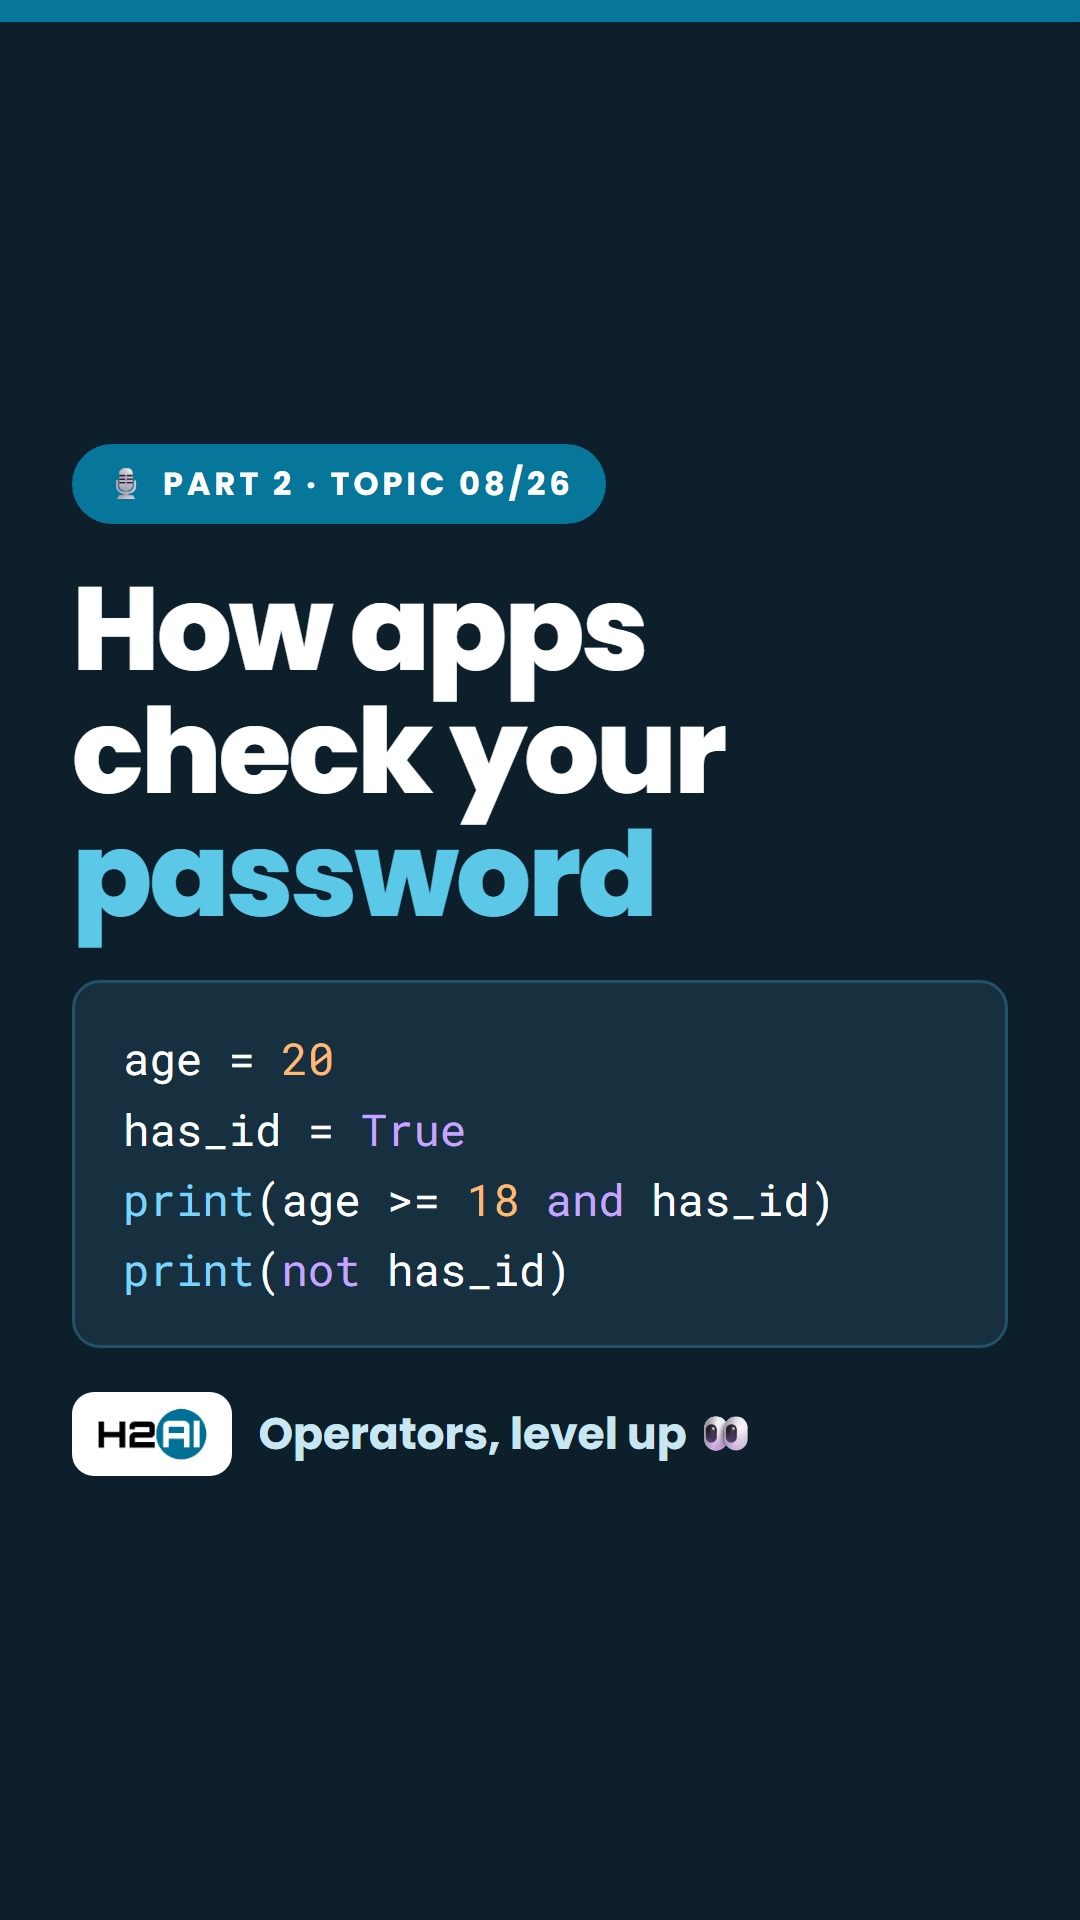 PART 2 · TOPIC 08/26
How apps
check your
password
age = 20
has_id = True
print(age >= 18 and has_id)
print(not has_id)
H2AI
Operators, level up 👀